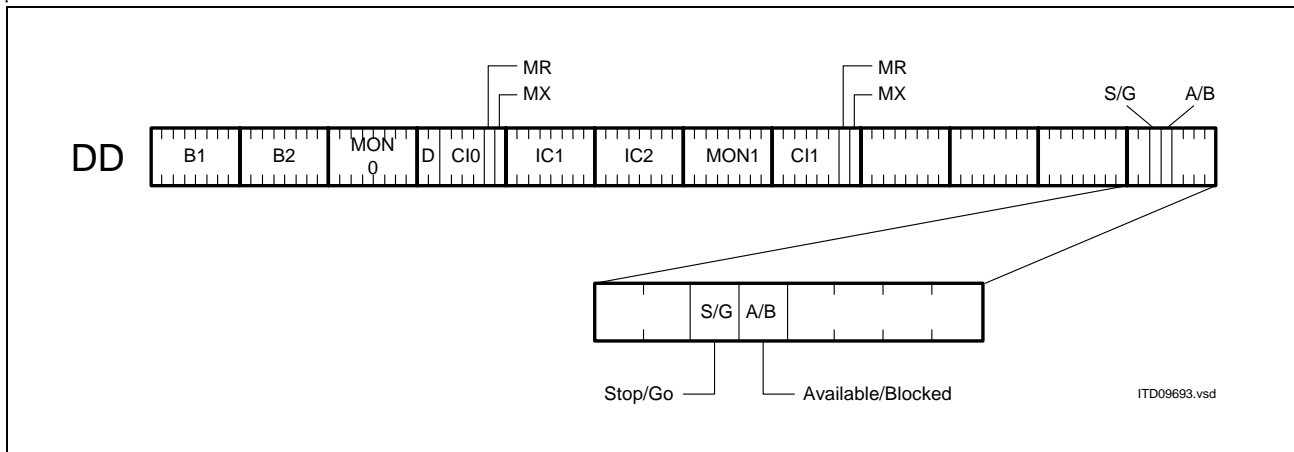 MR
MX
MR
MX
S/G A/B
DD
B1 B2 MON 0 D CI0 IC1 IC2 MON1 CI1
S/G A/B
Stop/Go Available/Blocked
ITD09693.vsd